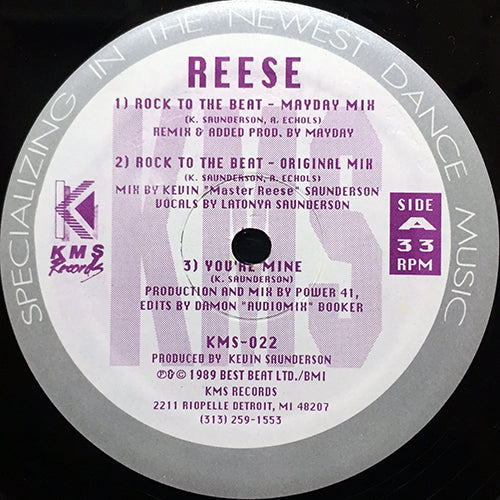 SPECIALIZING IN THE NEWEST DANCE MUSIC
REESE
1) ROCK TO THE BEAT - MAYDAY MIX
(K. SAUNDERSON, A. ECHOLS)
REMIX & ADDED PROD. BY MAYDAY
2) ROCK TO THE BEAT - ORIGINAL MIX
(K. SAUNDERSON, A. ECHOLS)
MIX BY KEVIN "Master Reese" SAUNDERSON
VOCALS BY LATONYA SAUNDERSON
K
KMS
Records
SIDE
A
33
RPM
KMS
3) YOU'RE MINE
(K. SAUNDERSON)
PRODUCTION AND MIX BY POWER 41,
EDITS BY DAMON "AUDIOMIX" BOOKER
KMS-022
PRODUCED BY KEVIN SAUNDERSON
℗&© 1989 BEST BEAT LTD./BMI
KMS RECORDS
2211 RIOPELLE DETROIT, MI 48207
(313) 259-1553